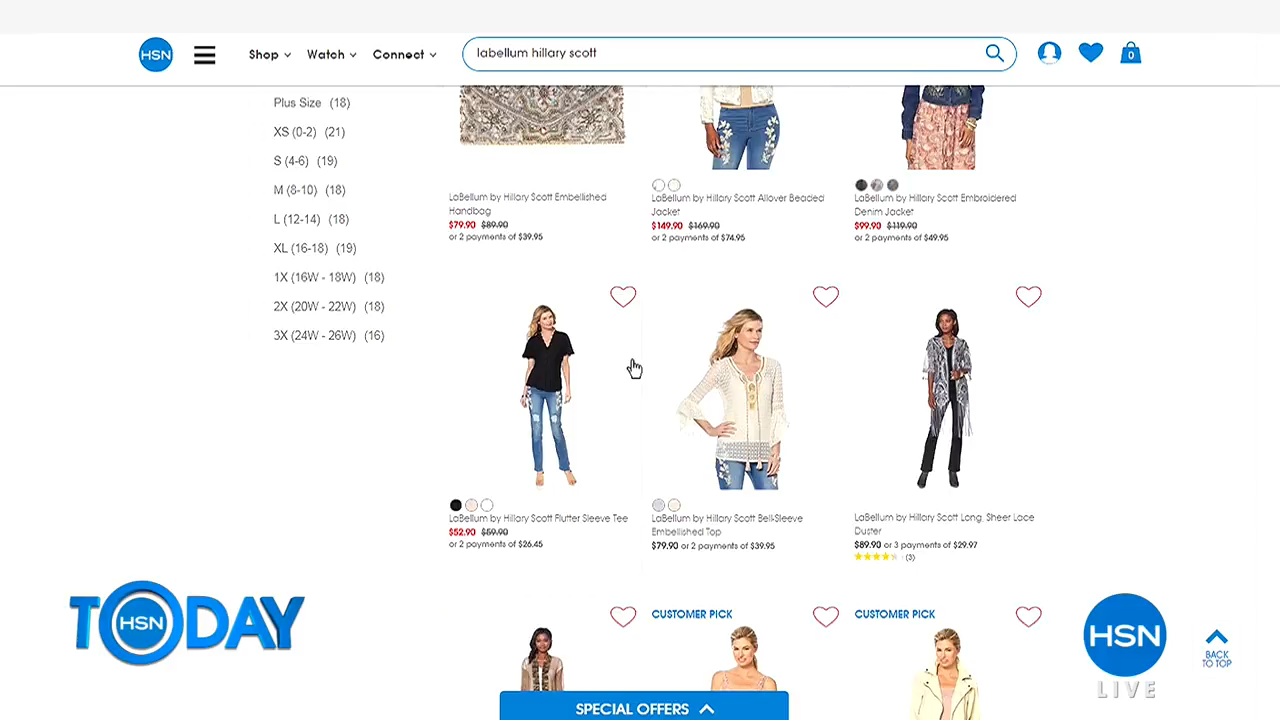 HSN
Shop
Watch
Connect
labellum hillary scott
0
Plus Size (18)
XS (0-2) (21)
S (4-6) (19)
M (8-10) (18)
L (12-14) (18)
XL (16-18) (19)
1X (16W - 18W) (18)
2X (20W - 22W) (18)
3X (24W - 26W) (16)
LaBellum by Hillary Scott Embellished
Handbag
$79.90 $89.90
or 2 payments of $39.95
LaBellum by Hillary Scott Allover Beaded
Jacket
$149.90 $169.90
or 2 payments of $74.95
LaBellum by Hillary Scott Embroidered
Denim Jacket
$99.90 $119.90
or 2 payments of $49.95
LaBellum by Hillary Scott Flutter Sleeve Tee
$52.90 $59.90
or 2 payments of $26.45
LaBellum by Hillary Scott Bell-Sleeve
Embellished Top
$79.90 or 2 payments of $39.95
LaBellum by Hillary Scott Long, Sheer Lace
Duster
$89.90 or 3 payments of $29.97
(3)
CUSTOMER PICK
CUSTOMER PICK
TODAY
HSN
HSN
LIVE
BACK
TO TOP
SPECIAL OFFERS